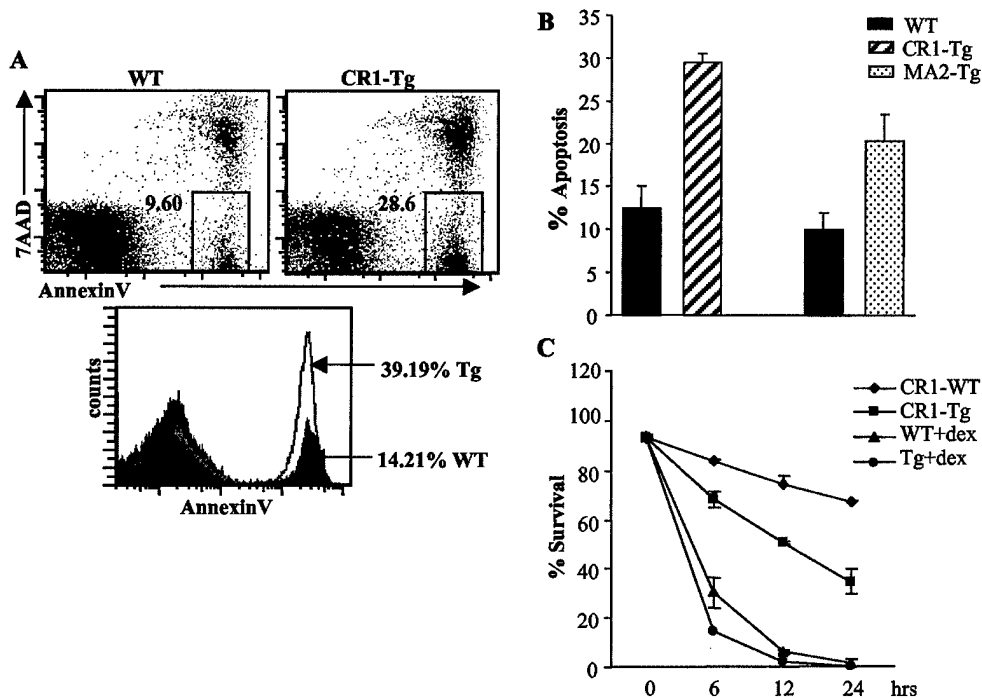 A
WT
CR1-Tg
7AAD
9.60
28.6
AnnexinV
counts
39.19% Tg
14.21% WT
AnnexinV
B
% Apoptosis
35
30
25
20
15
10
5
0
WT
CR1-Tg
MA2-Tg
C
% Survival
120
100
80
60
40
20
0
CR1-WT
CR1-Tg
WT+dex
Tg+dex
0 6 12 24 hrs